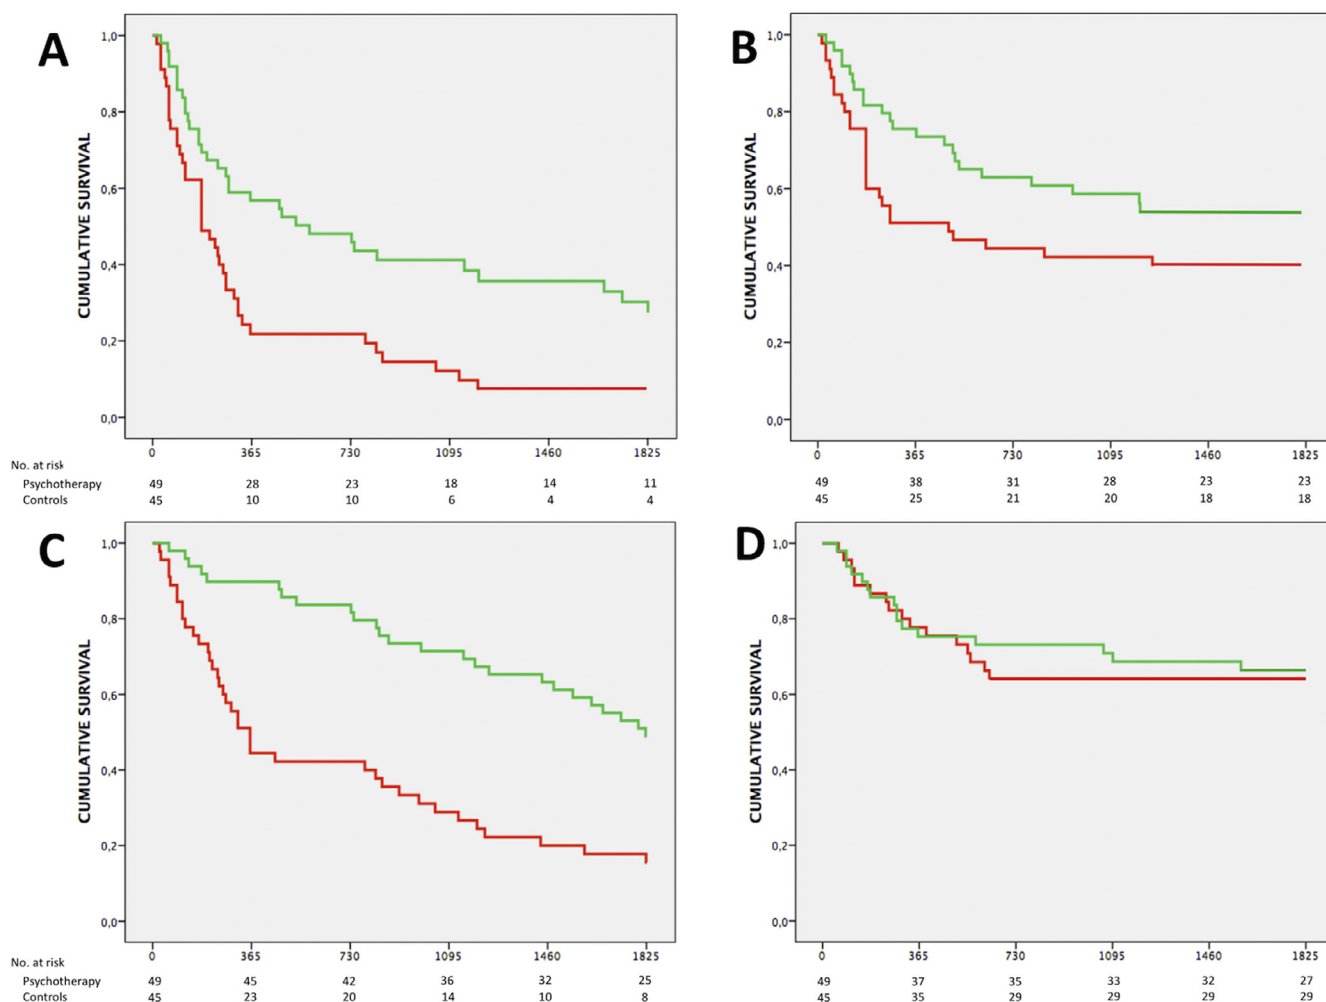 A
CUMULATIVE SURVIVAL
1,0
0,8
0,6
0,4
0,2
0,0
0 365 730 1095 1460 1825
No. at risk
Psychotherapy 49 28 23 18 14 11
Controls 45 10 10 6 4 4
B
CUMULATIVE SURVIVAL
1,0
0,8
0,6
0,4
0,2
0,0
0 365 730 1095 1460 1825
49 38 31 28 23 23
45 25 21 20 18 18
C
CUMULATIVE SURVIVAL
1,0
0,8
0,6
0,4
0,2
0,0
0 365 730 1095 1460 1825
No. at risk
Psychotherapy 49 45 42 36 32 25
Controls 45 23 20 14 10 8
D
CUMULATIVE SURVIVAL
1,0
0,8
0,6
0,4
0,2
0,0
0 365 730 1095 1460 1825
49 37 35 33 32 27
45 35 29 29 29 29